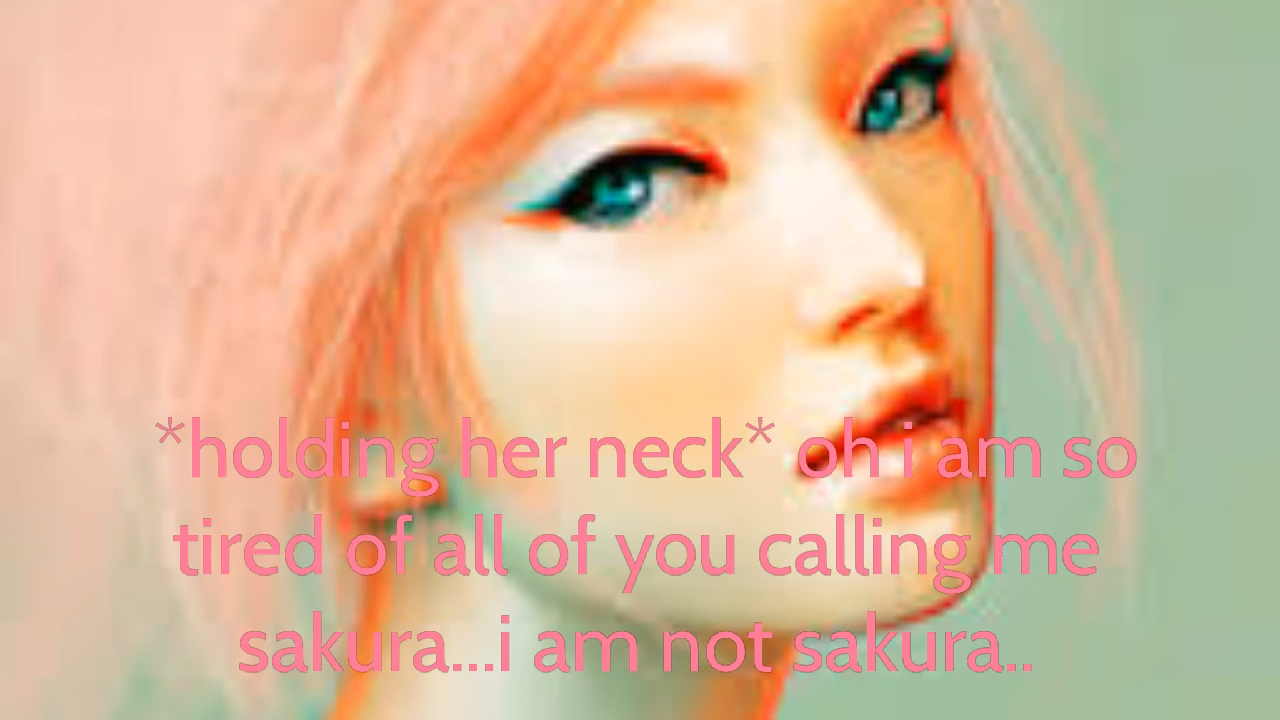 *holding her neck* oh i am so
tired of all of you calling me
sakura...i am not sakura..